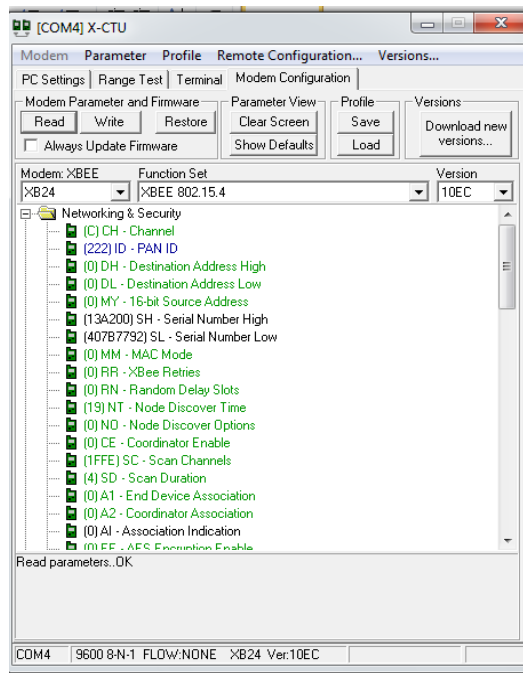 [COM4] X-CTU
Modem Parameter Profile Remote Configuration... Versions...
PC Settings Range Test Terminal Modem Configuration
Modem Parameter and Firmware Parameter View Profile Versions
Read Write Restore Clear Screen Save Download new versions...
Always Update Firmware Show Defaults Load
Modem: XBEE Function Set Version
XB24 XBEE 802.15.4 10EC
Networking & Security
(C) CH - Channel
(222) ID - PAN ID
(0) DH - Destination Address High
(0) DL - Destination Address Low
(0) MY - 16-bit Source Address
(13A200) SH - Serial Number High
(407B7792) SL - Serial Number Low
(0) MM - MAC Mode
(0) RR - XBee Retries
(0) RN - Random Delay Slots
(19) NT - Node Discover Time
(0) NO - Node Discover Options
(0) CE - Coordinator Enable
(1FFE) SC - Scan Channels
(4) SD - Scan Duration
(0) A1 - End Device Association
(0) A2 - Coordinator Association
(0) AI - Association Indication
(0) EE - AES Encryption Enable
Read parameters..OK
COM4 9600 8-N-1 FLOW:NONE XB24 Ver:10EC